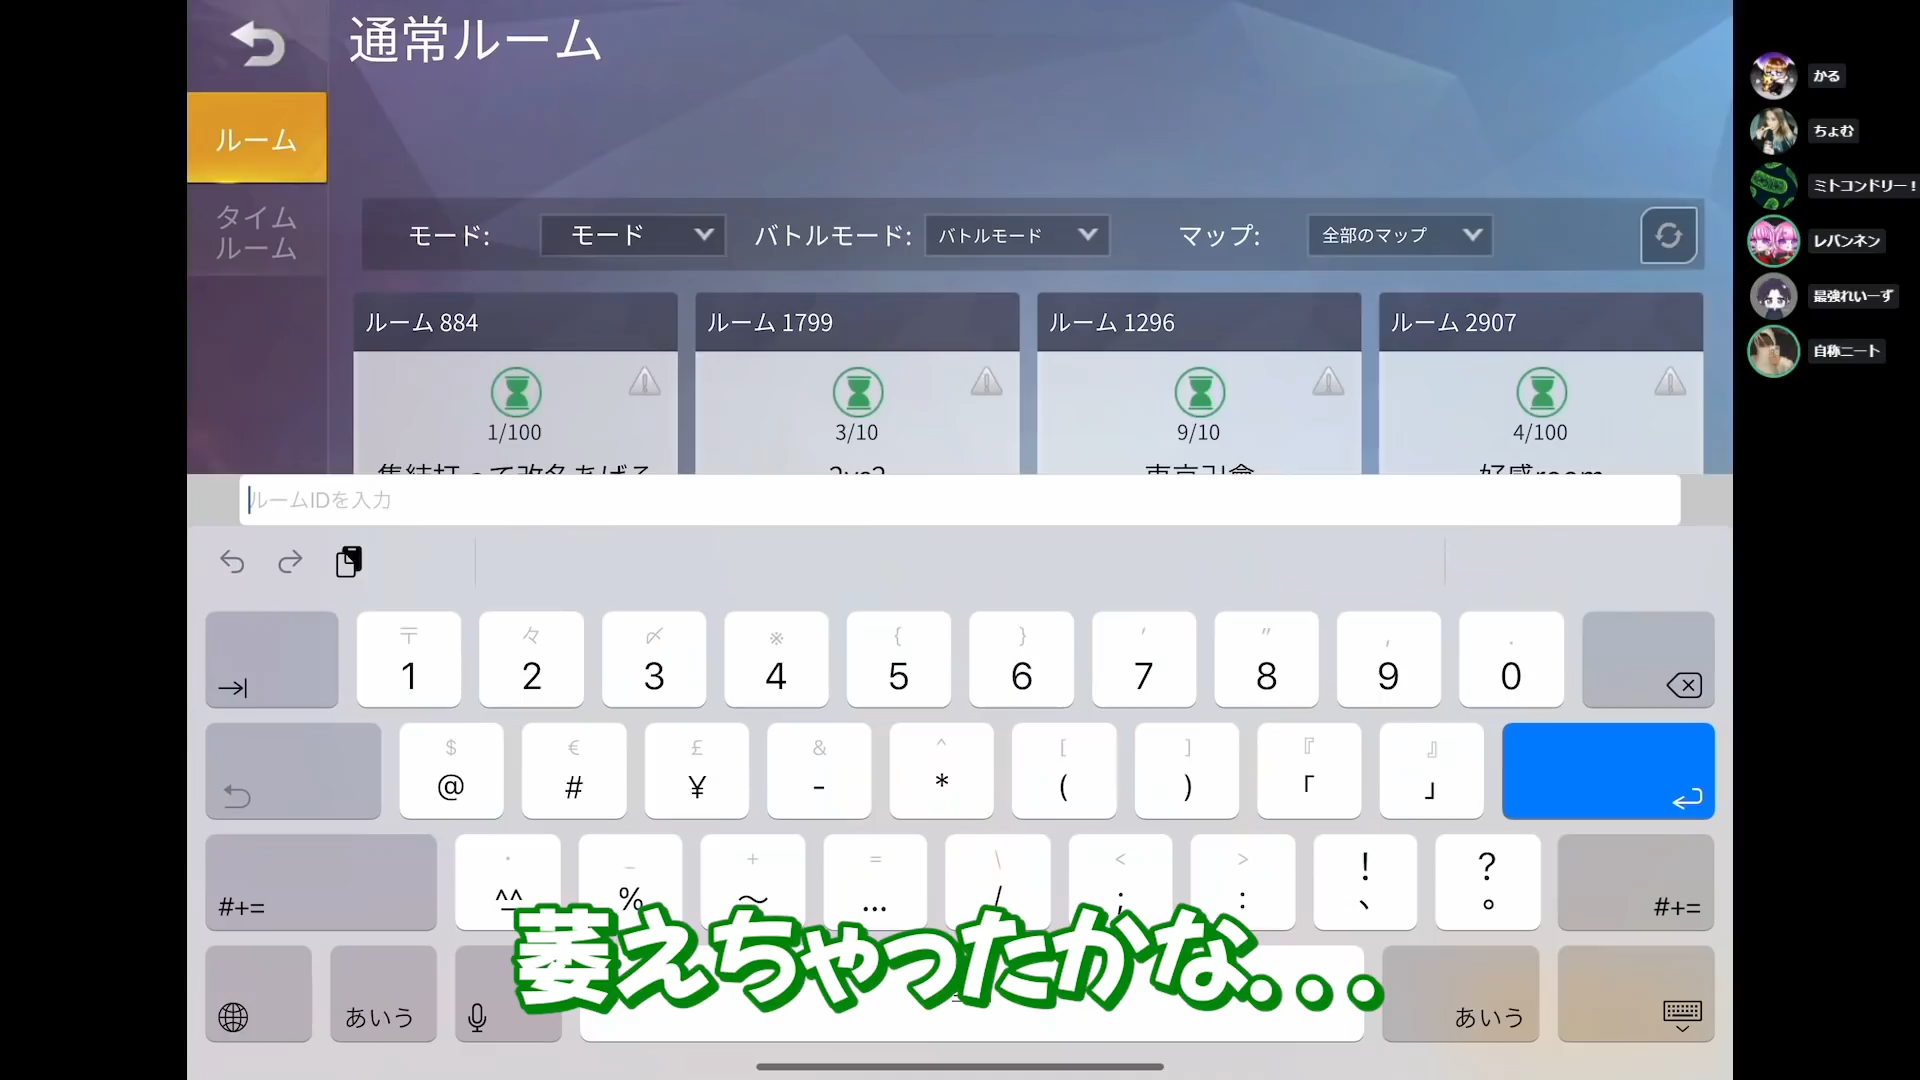 通常ルーム
ルーム
タイム
ルーム
モード: モード バトルモード: バトルモード マップ: 全部のマップ
ルーム 884 ルーム 1799 ルーム 1296 ルーム 2907
1/100 3/10 9/10 4/100
ルームIDを入力
〒 々 〆 ※ { } ′ ″ , .
1 2 3 4 5 6 7 8 9 0
$ € £ & ^ [ ] 『 』
@ # ¥ - * ( ) 「 」
· _ + = \ < > ! ?
#+= ^^ % 〜 … / ; : 、 。 #+=
あいう あいう
萎えちゃったかな...
かる
ちょむ
ミトコンドリー！
レバンネン
最強れいーず
自称ニート